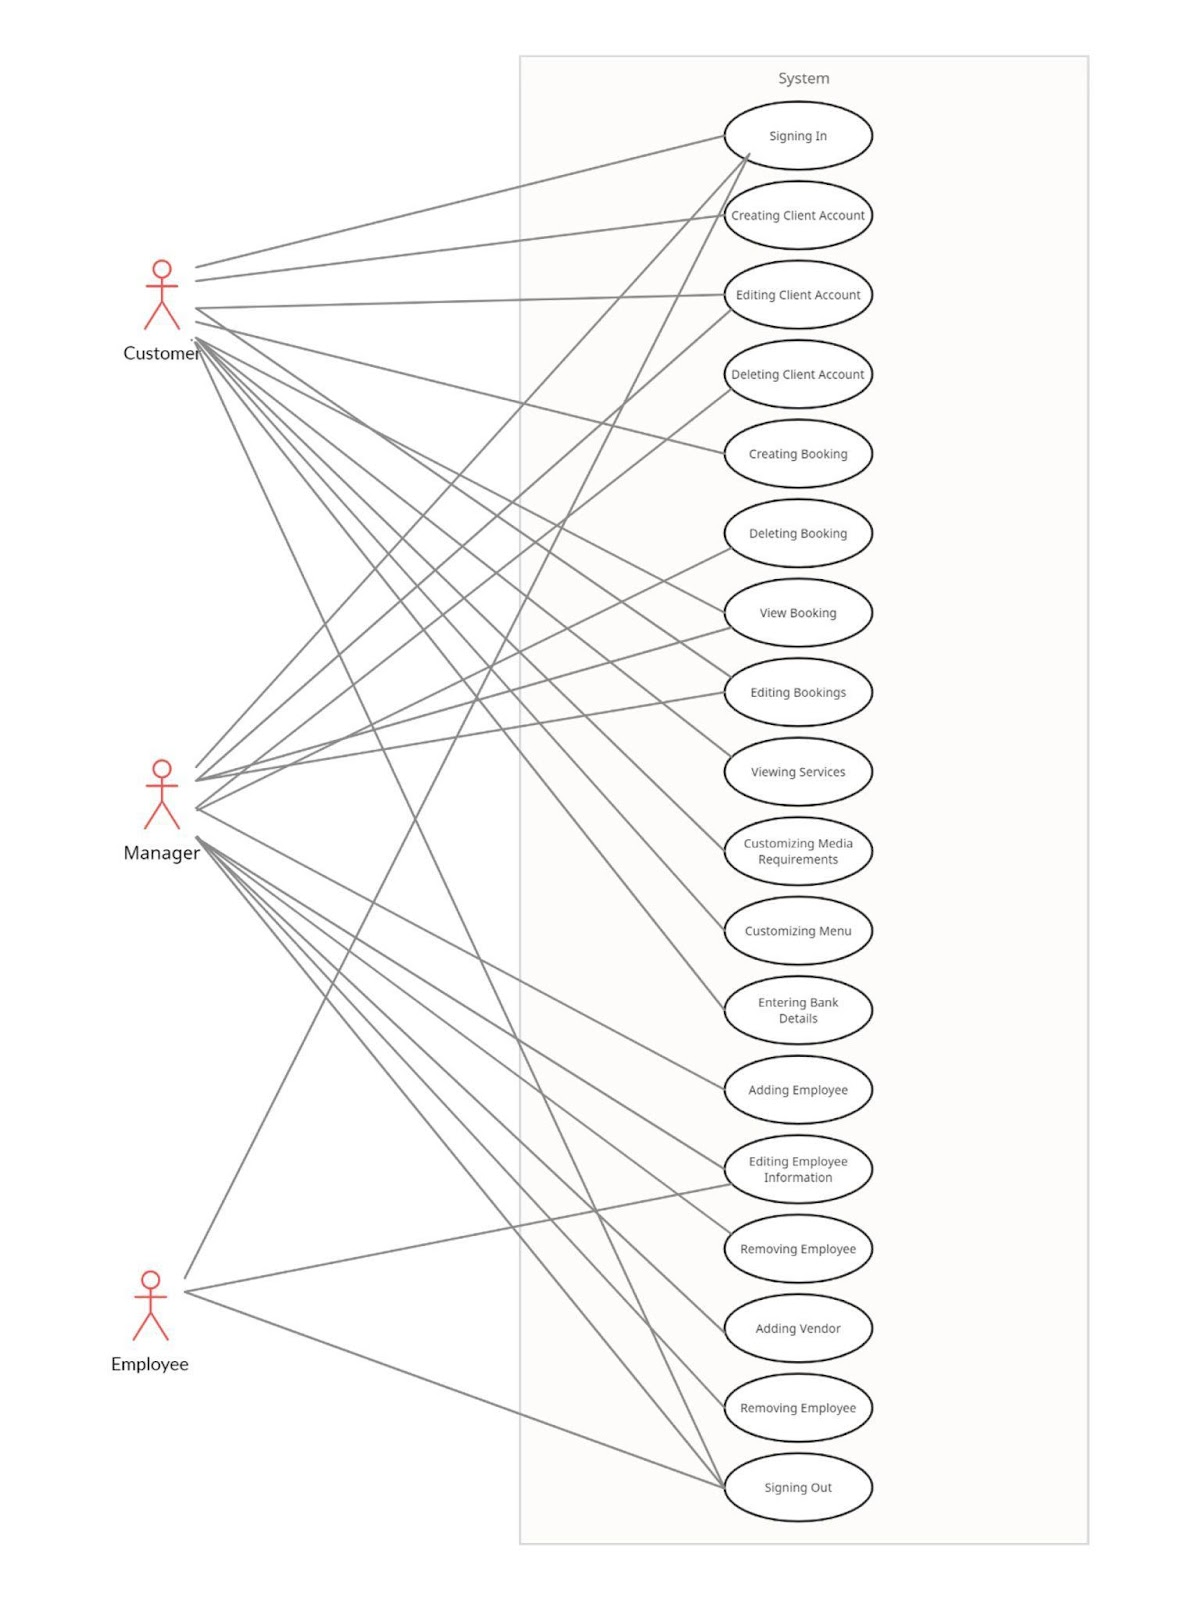 System
Signing In
Creating Client Account
Editing Client Account
Customer
Deleting Client Account
Creating Booking
Deleting Booking
View Booking
Editing Bookings
Viewing Services
Manager
Customizing Media
Requirements
Customizing Menu
Entering Bank
Details
Adding Employee
Editing Employee
Information
Removing Employee
Adding Vendor
Employee
Removing Employee
Signing Out